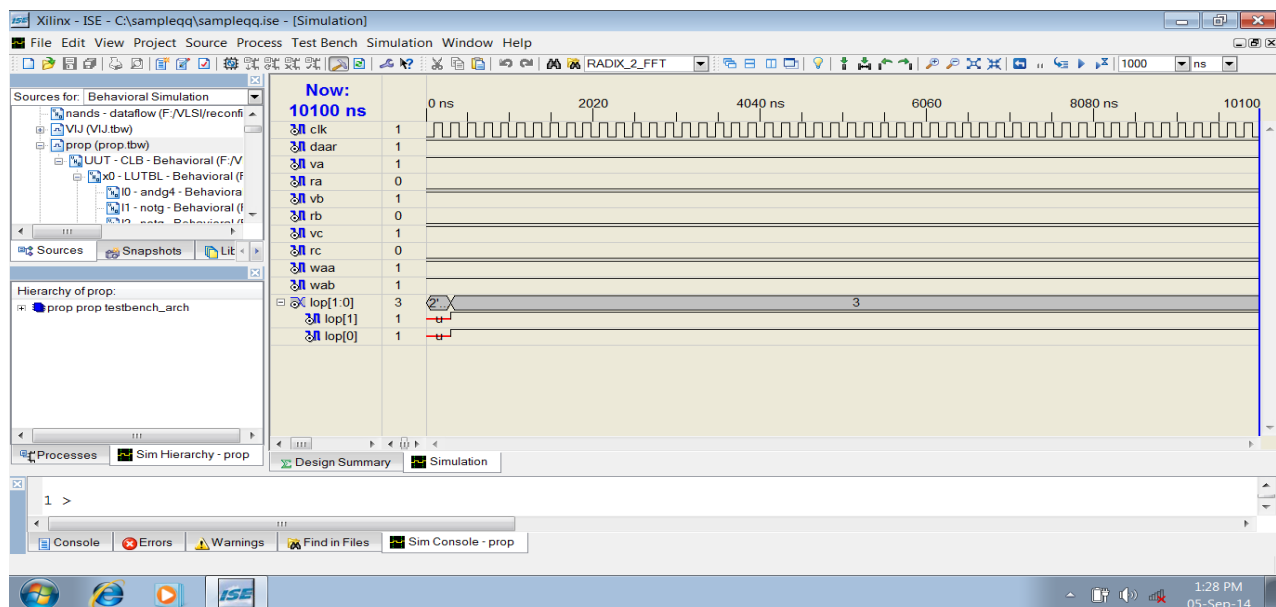 ISE Xilinx - ISE - C:\sampleqq\sampleqq.ise - [Simulation]
File Edit View Project Source Process Test Bench Simulation Window Help
RADIX_2_FFT 1000 ns
Sources for: Behavioral Simulation
nands - dataflow (F:/VLSI/reconfi
VIJ (VIJ.tbw)
prop (prop.tbw)
UUT - CLB - Behavioral (F:/V
x0 - LUTBL - Behavioral (F
l0 - andg4 - Behaviora
l1 - notg - Behavioral (F
Sources Snapshots Lit
Hierarchy of prop:
prop prop testbench_arch
Processes Sim Hierarchy - prop
Now:
10100 ns
0 ns 2020 4040 ns 6060 8080 ns 10100
clk 1
daar 1
va 1
ra 0
vb 1
rb 0
vc 1
rc 0
waa 1
wab 1
lop[1:0] 3 2'... 3
lop[1] 1 u
lop[0] 1 u
Design Summary Simulation
1 >
Console Errors Warnings Find in Files Sim Console - prop
ISE 1:28 PM
05-Sep-14